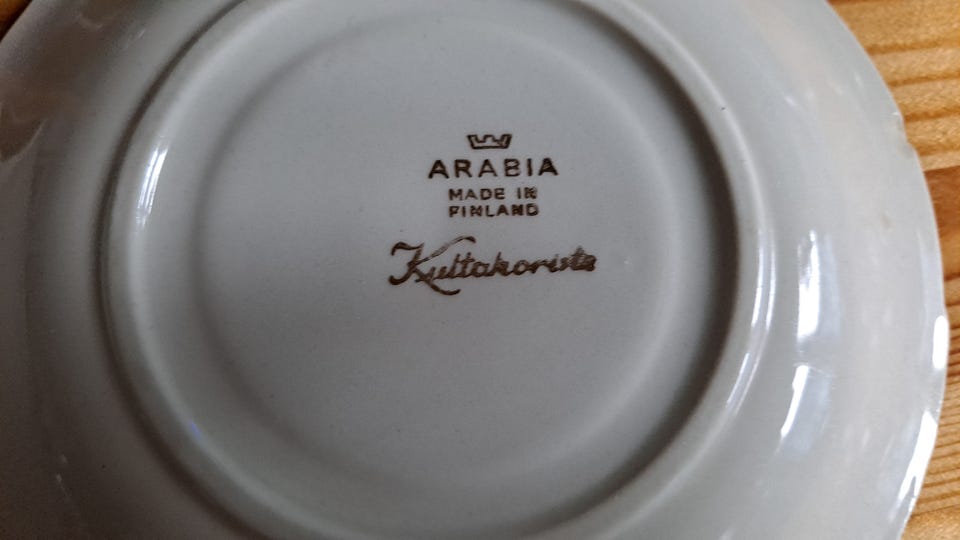 ARABIA
MADE IN
FINLAND
Kultakoriste